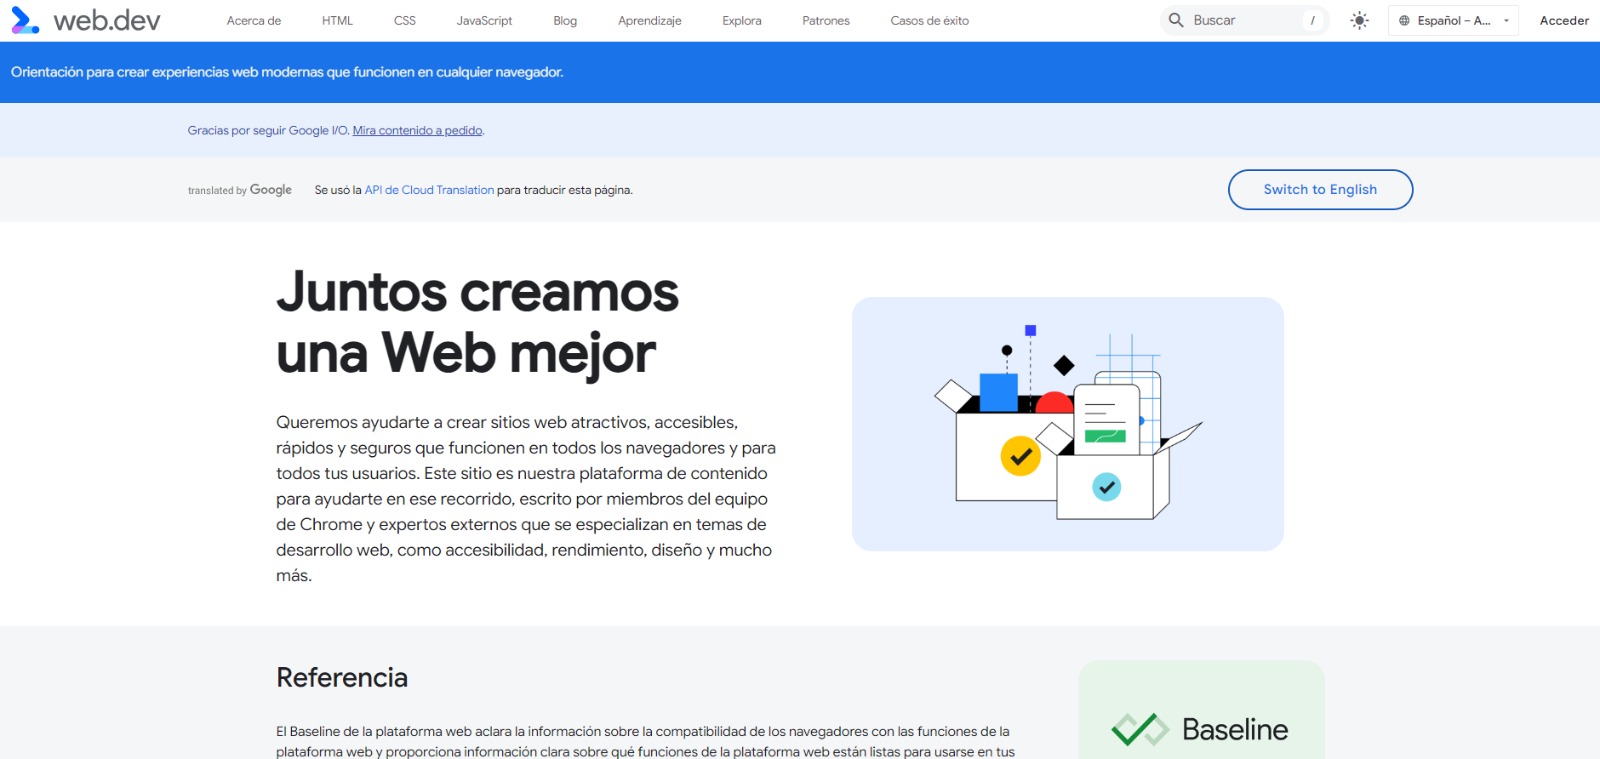 web.dev
Acerca de HTML CSS JavaScript Blog Aprendizaje Explora Patrones Casos de éxito
Buscar /
Español – A...
Acceder
Orientación para crear experiencias web modernas que funcionen en cualquier navegador.
Gracias por seguir Google I/O. Mira contenido a pedido.
translated by Google
Se usó la API de Cloud Translation para traducir esta página.
Switch to English
Juntos creamos
una Web mejor
Queremos ayudarte a crear sitios web atractivos, accesibles,
rápidos y seguros que funcionen en todos los navegadores y para
todos tus usuarios. Este sitio es nuestra plataforma de contenido
para ayudarte en ese recorrido, escrito por miembros del equipo
de Chrome y expertos externos que se especializan en temas de
desarrollo web, como accesibilidad, rendimiento, diseño y mucho
más.
Referencia
El Baseline de la plataforma web aclara la información sobre la compatibilidad de los navegadores con las funciones de la
plataforma web y proporciona información clara sobre qué funciones de la plataforma web están listas para usarse en tus
Baseline